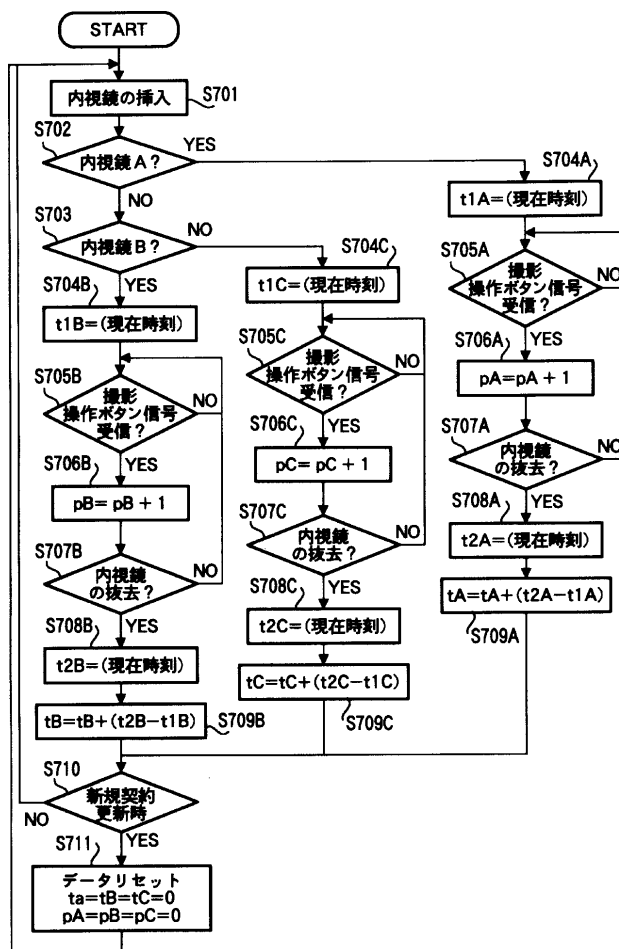 START
内視鏡の挿入
S701
S702
内視鏡A?
YES
NO
S703
内視鏡B?
NO
YES
S704B
t1B=(現在時刻)
S705B
撮影
操作ボタン信号
受信?
NO
YES
S706B
pB=pB+1
S707B
内視鏡
の抜去?
NO
YES
S708B
t2B=(現在時刻)
tB=tB+(t2B-t1B)
S709B
S704C
t1C=(現在時刻)
S705C
撮影
操作ボタン信号
受信?
NO
YES
S706C
pC=pC+1
S707C
内視鏡
の抜去?
NO
YES
S708C
t2C=(現在時刻)
tC=tC+(t2C-t1C)
S709C
S704A
t1A=(現在時刻)
S705A
撮影
操作ボタン信号
受信?
NO
YES
S706A
pA=pA+1
S707A
内視鏡
の抜去?
NO
YES
S708A
t2A=(現在時刻)
tA=tA+(t2A-t1A)
S709A
S710
新規契約
更新時
NO
YES
S711
データリセット
ta=tB=tC=0
pA=pB=pC=0